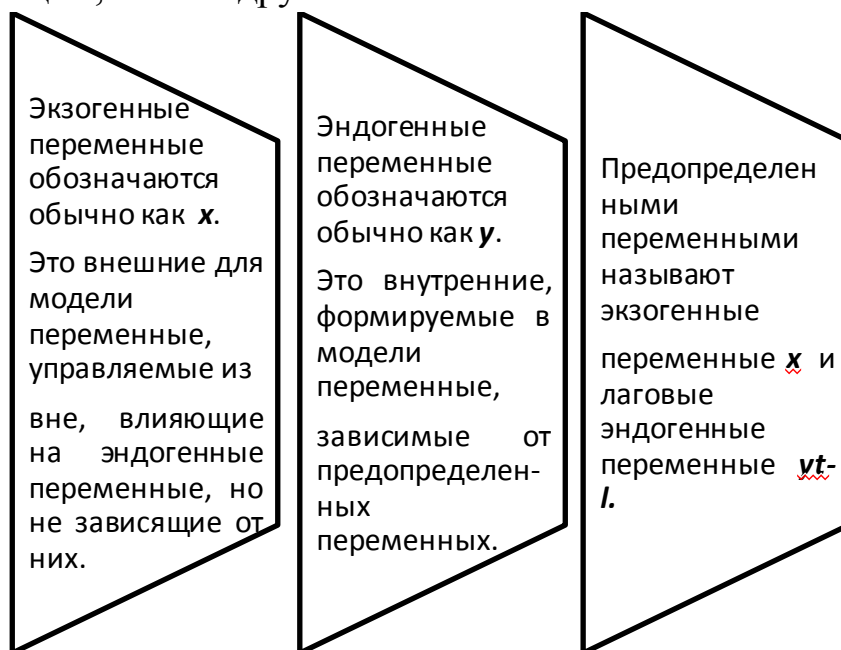 Экзогенные
переменные
обозначаются
обычно как x.
Это внешние для
модели
переменные,
управляемые из
вне, влияющие
на эндогенные
переменные, но
не зависящие от
них.
Эндогенные
переменные
обозначаются
обычно как y.
Это внутренние,
формируемые в
модели
переменные,
зависимые от
предопределен-
ных
переменных.
Предопределен
ными
переменными
называют
экзогенные
переменные x и
лаговые
эндогенные
переменные yt-
l.